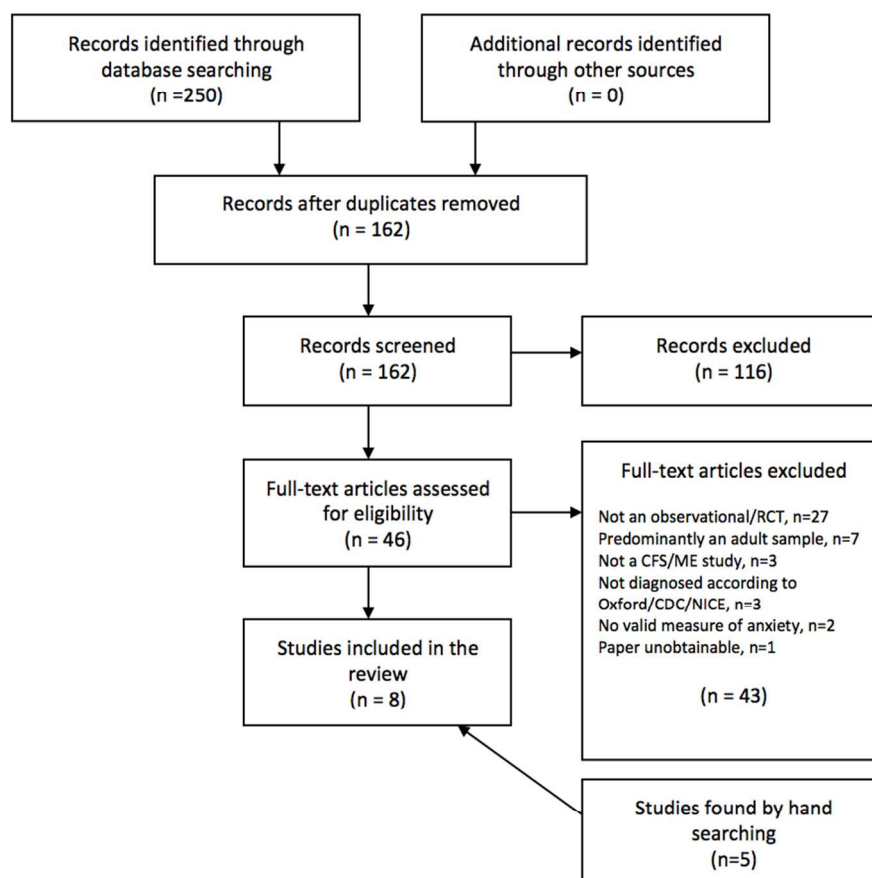 Records identified through
database searching
(n =250)
Additional records identified
through other sources
(n = 0)
Records after duplicates removed
(n = 162)
Records screened
(n = 162)
Records excluded
(n = 116)
Full-text articles assessed
for eligibility
(n = 46)
Full-text articles excluded
Not an observational/RCT, n=27
Predominantly an adult sample, n=7
Not a CFS/ME study, n=3
Not diagnosed according to
Oxford/CDC/NICE, n=3
No valid measure of anxiety, n=2
Paper unobtainable, n=1
(n = 43)
Studies included in the
review
(n = 8)
Studies found by hand
searching
(n=5)